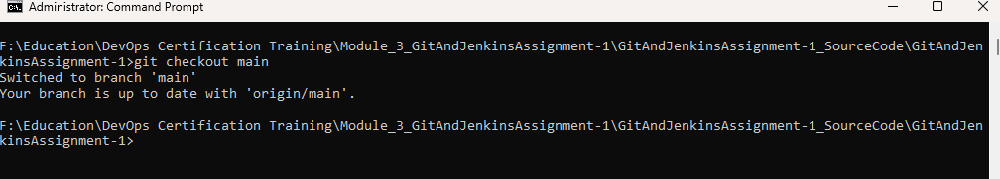 Administrator: Command Prompt
F:\Education\DevOps Certification Training\Module_3_GitAndJenkinsAssignment-1\GitAndJenkinsAssignment-1_SourceCode\GitAndJen
kinsAssignment-1>git checkout main
Switched to branch 'main'
Your branch is up to date with 'origin/main'.
F:\Education\DevOps Certification Training\Module_3_GitAndJenkinsAssignment-1\GitAndJenkinsAssignment-1_SourceCode\GitAndJen
kinsAssignment-1>